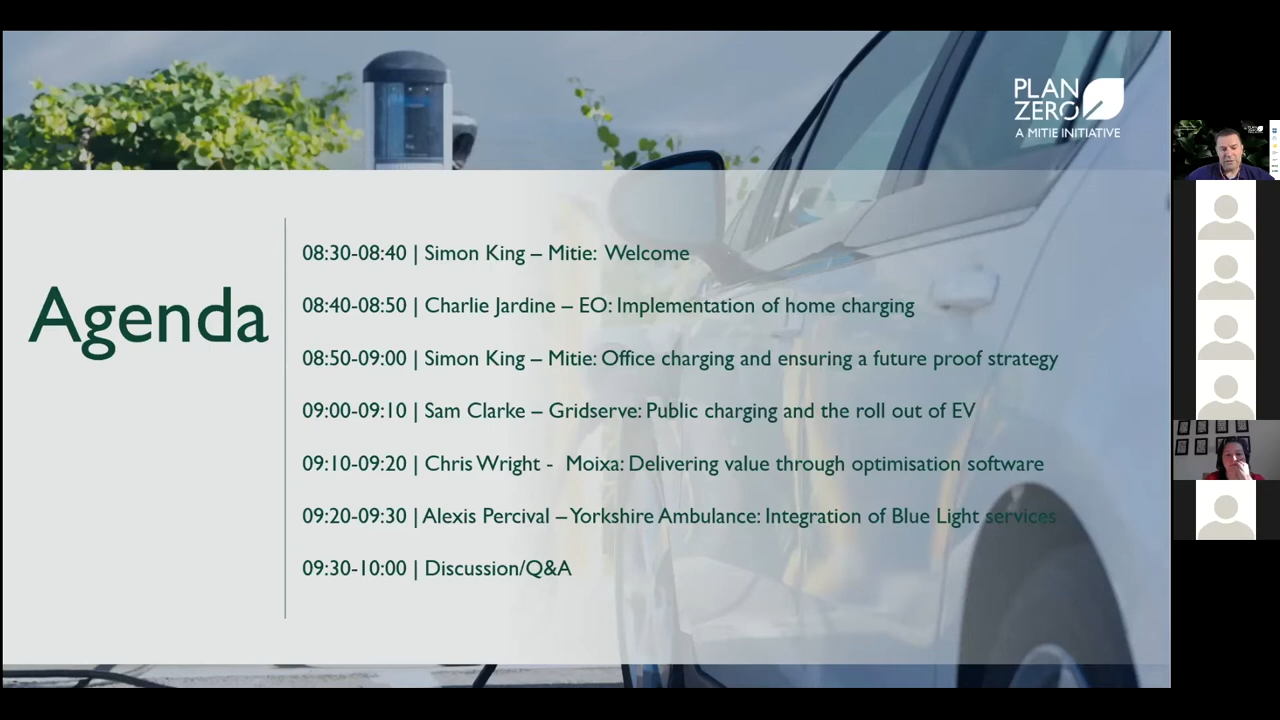 PLAN
ZERO
A MITIE INITIATIVE
Agenda
08:30-08:40 | Simon King – Mitie: Welcome
08:40-08:50 | Charlie Jardine – EO: Implementation of home charging
08:50-09:00 | Simon King – Mitie: Office charging and ensuring a future proof strategy
09:00-09:10 | Sam Clarke – Gridserve: Public charging and the roll out of EV
09:10-09:20 | Chris Wright - Moixa: Delivering value through optimisation software
09:20-09:30 | Alexis Percival – Yorkshire Ambulance: Integration of Blue Light services
09:30-10:00 | Discussion/Q&A